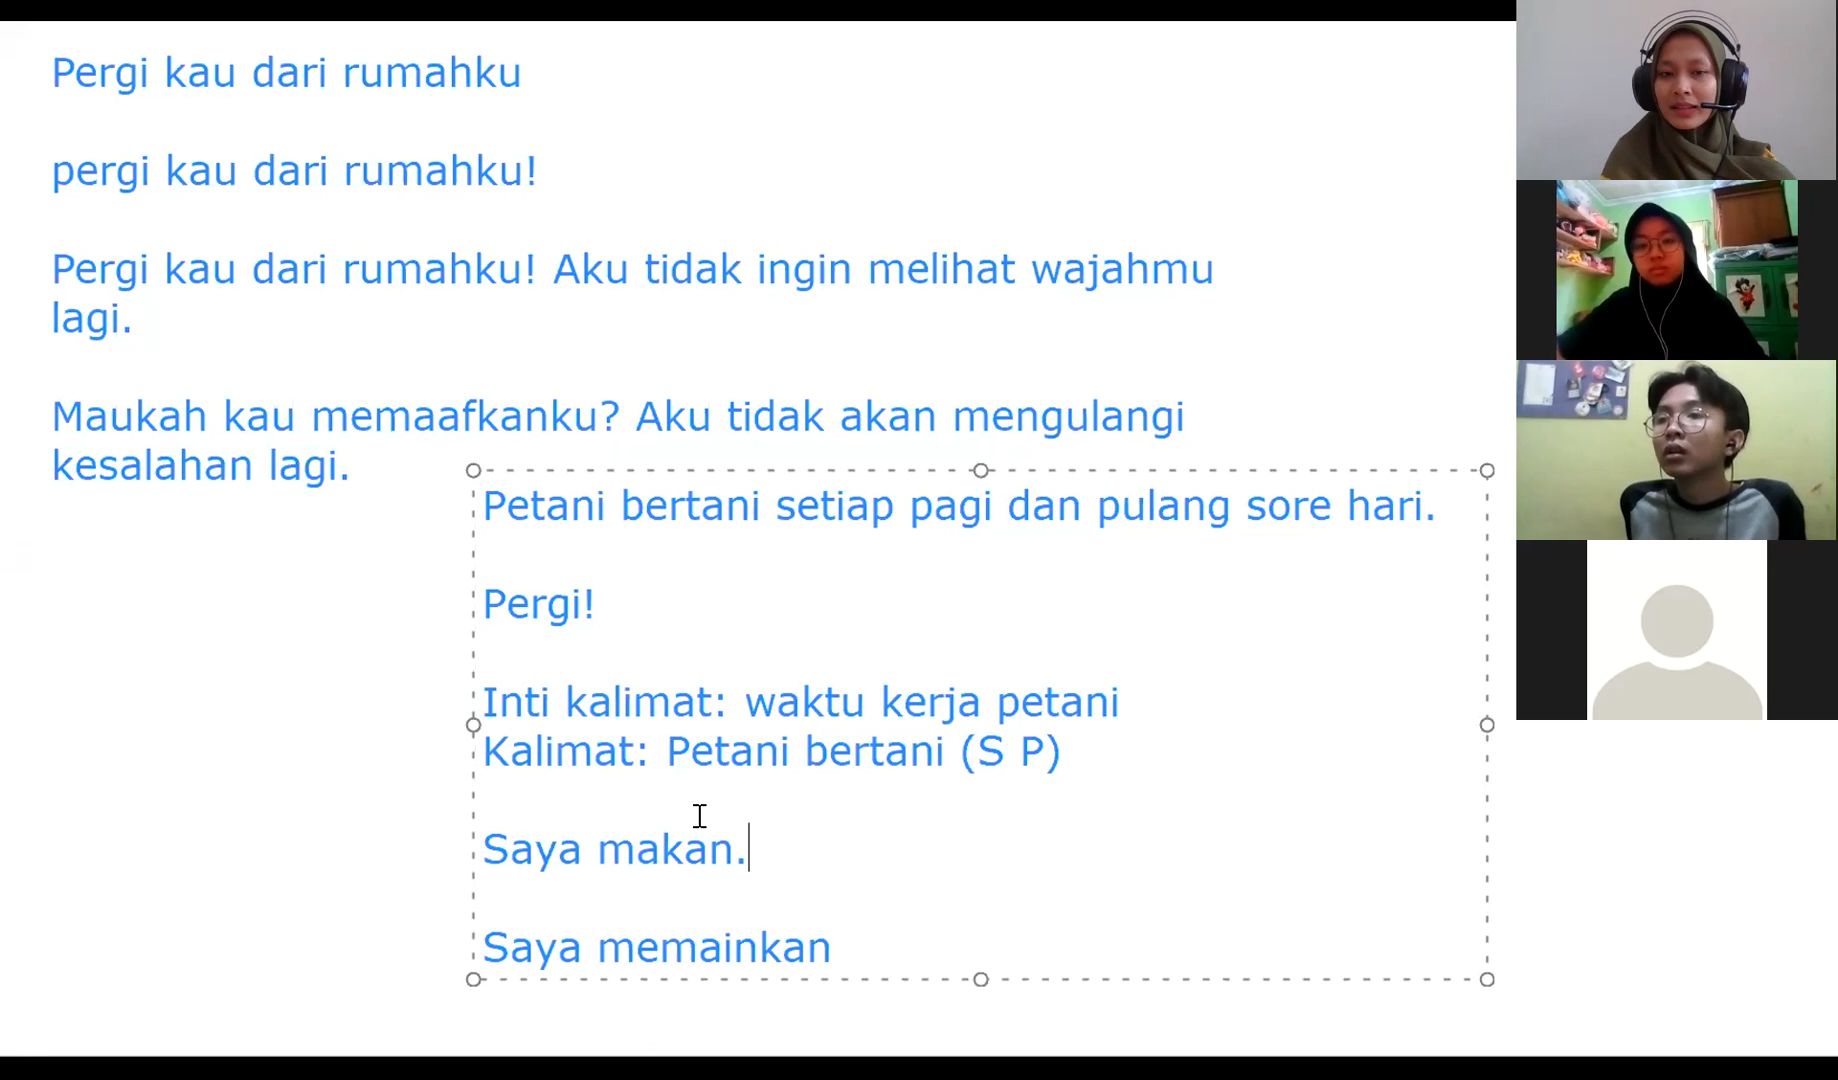 Pergi kau dari rumahku
pergi kau dari rumahku!
Pergi kau dari rumahku! Aku tidak ingin melihat wajahmu
lagi.
Maukah kau memaafkanku? Aku tidak akan mengulangi
kesalahan lagi.
Petani bertani setiap pagi dan pulang sore hari.
Pergi!
Inti kalimat: waktu kerja petani
Kalimat: Petani bertani (S P)
Saya makan.
Saya memainkan